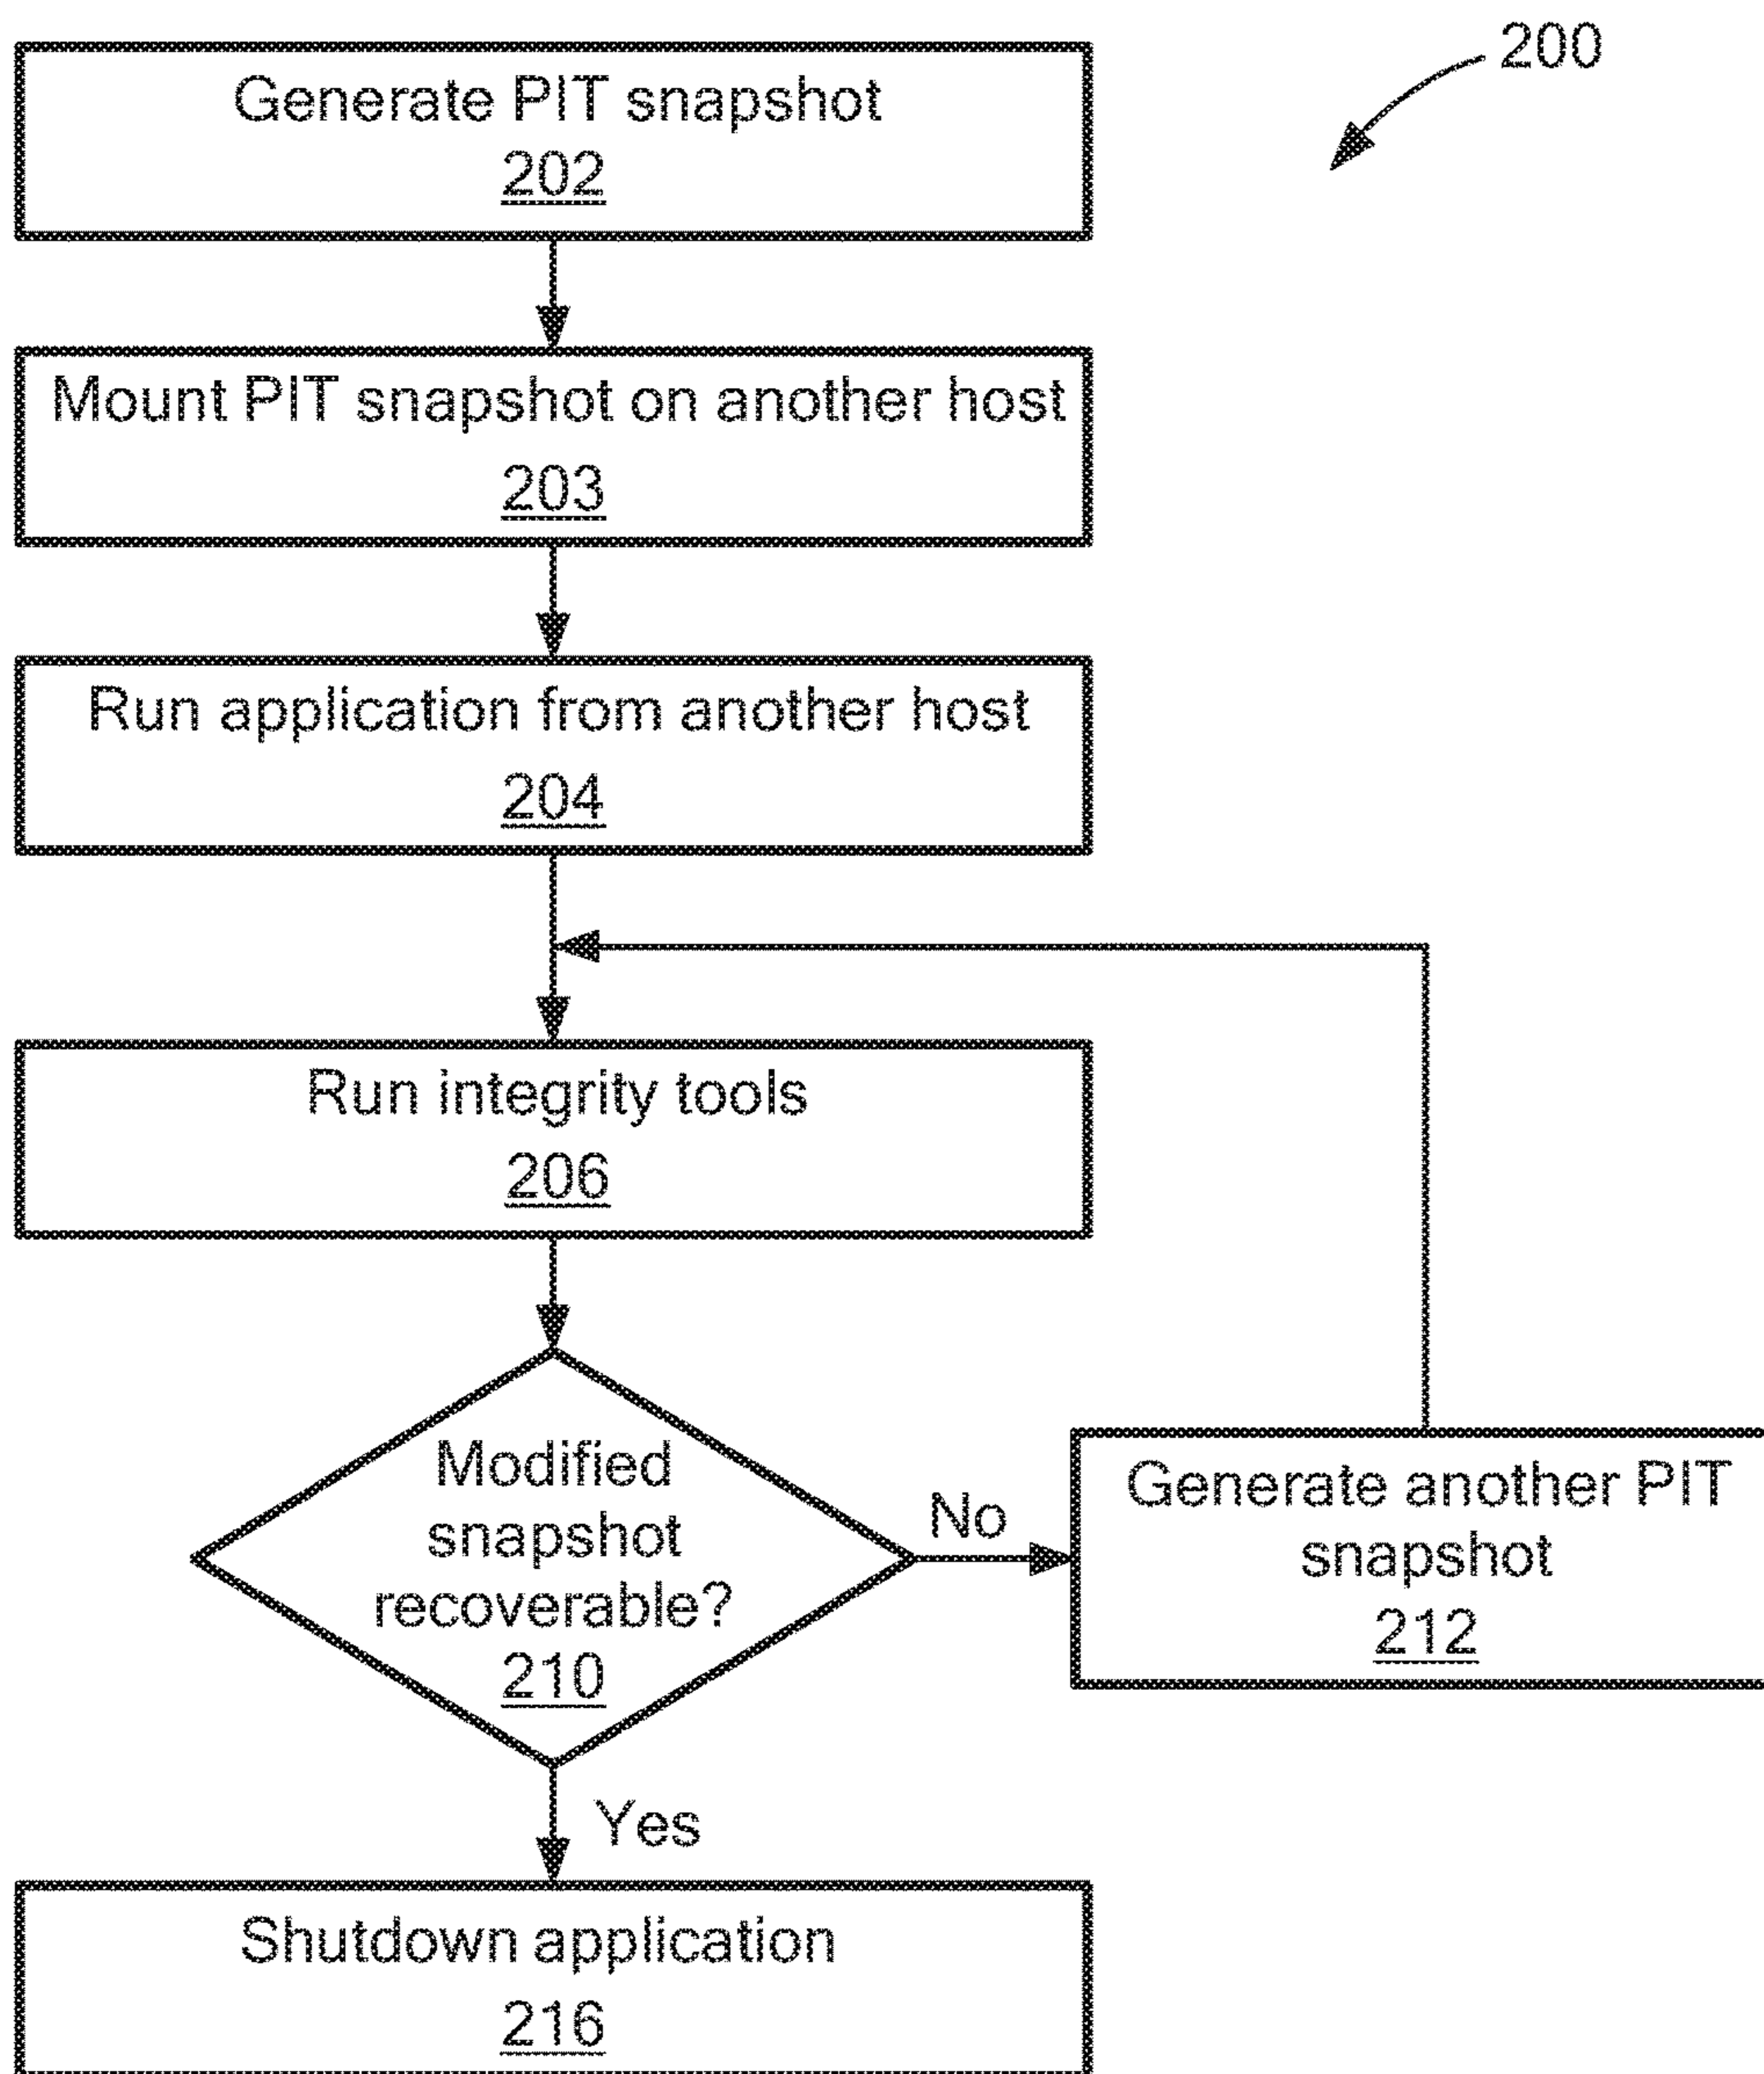 200
Generate PIT snapshot
202
Mount PIT snapshot on another host
203
Run application from another host
204
Run integrity tools
206
Modified
snapshot
recoverable?
210
No
Generate another PIT
snapshot
212
Yes
Shutdown application
216